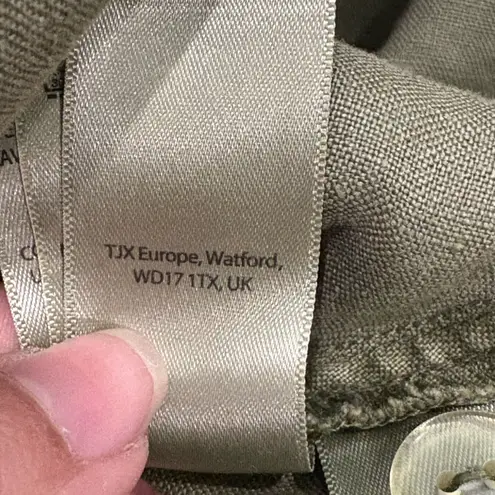 TJX Europe, Watford,
WD17 1TX, UK